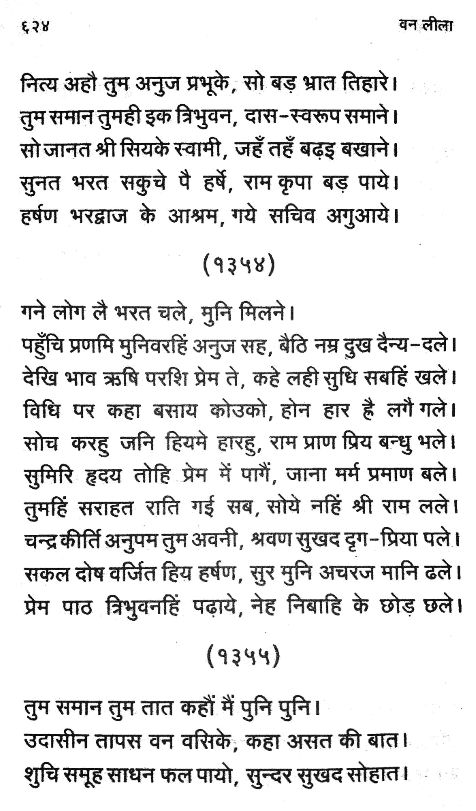 ६२४ वन लीला
नित्य अहौ तुम अनुज प्रभूके, सो बड़ भ्रात तिहारे।
तुम समान तुमही इक त्रिभुवन, दास-स्वरूप समाने।
सो जानत श्री सियके स्वामी, जहँ तहँ बढ़इ बखाने।
सुनत भरत सकुचे पै हर्षे, राम कृपा बड़ पाये।
हर्षण भरद्वाज के आश्रम, गये सचिव अगुआये।
(१३५४)
गने लोग लै भरत चले, मुनि मिलने।
पहुँचि प्रणमि मुनिवरहिं अनुज सह, बैठि नम्र दुख दैन्य-दले।
देखि भाव ऋषि परशि प्रेम ते, कहे लही सुधि सबहिं खले।
विधि पर कहा बसाय कोउको, होन हार ह्वै लगै गले।
सोच करहु जनि हियमे हारहु, राम प्राण प्रिय बन्धु भले।
सुमिरि हृदय तोहि प्रेम में पागैं, जाना मर्म प्रमाण बले।
तुमहिं सराहत राति गई सब, सोये नहिं श्री राम लले।
चन्द्रकीर्ति अनुपम तुम अवनी, श्रवण सुखद दृग-प्रिया पले।
सकल दोष वर्जित हिय हर्षण, सुर मुनि अचरज मानि ढले।
प्रेम पाठ त्रिभुवनहिं पढ़ाये, नेह निबाहि के छोड़ छले।
(१३५५)
तुम समान तुम तात कहौं मैं पुनि पुनि।
उदासीन तापस वन वसिके, कहा असत की बात।
शुचि समूह साधन फल पायो, सुन्दर सुखद सोहात।